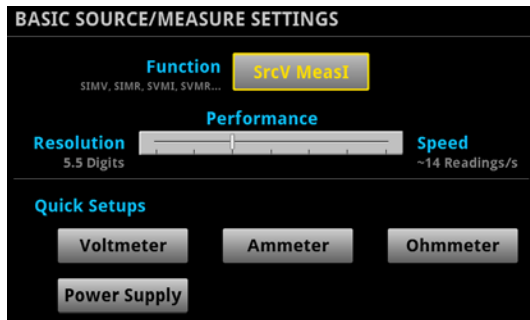 BASIC SOURCE/MEASURE SETTINGS
Function
SIMV, SIMR, SVMI, SVMR...
SrcV MeasI
Performance
Resolution
5.5 Digits
Speed
~14 Readings/s
Quick Setups
Voltmeter Ammeter Ohmmeter
Power Supply